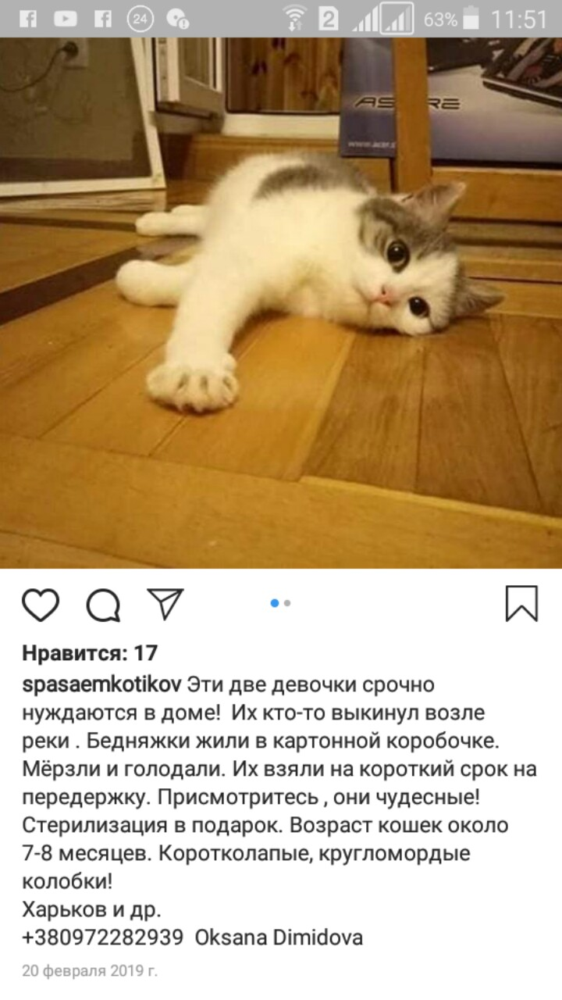 24
2
63%
11:51
www.acer.c
Нравится: 17
spasaemkotikov Эти две девочки срочно
нуждаются в доме! Их кто-то выкинул возле
реки . Бедняжки жили в картонной коробочке.
Мёрзли и голодали. Их взяли на короткий срок на
передержку. Присмотритесь , они чудесные!
Стерилизация в подарок. Возраст кошек около
7-8 месяцев. Коротколапые, кругломордые
колобки!
Харьков и др.
+380972282939 Oksana Dimidova
20 февраля 2019 г.